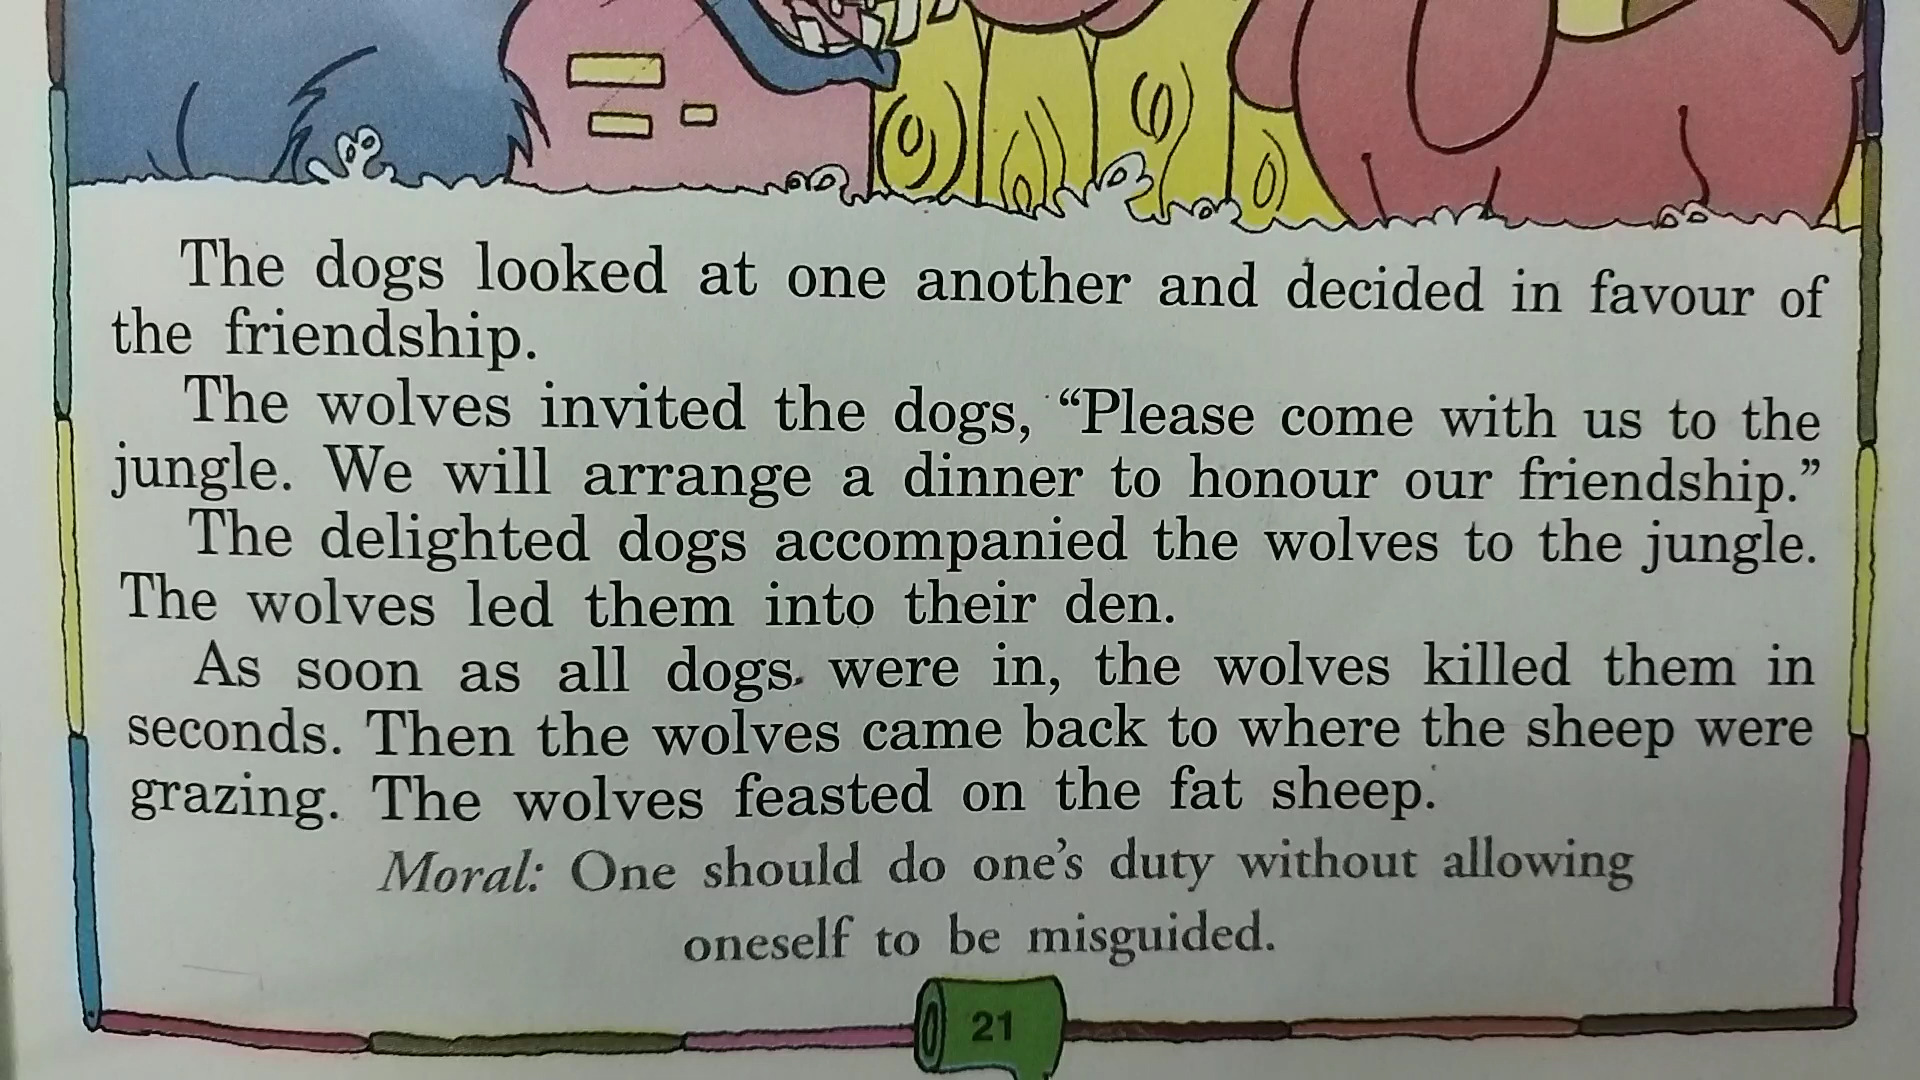 The dogs looked at one another and decided in favour of
the friendship.
The wolves invited the dogs, “Please come with us to the
jungle. We will arrange a dinner to honour our friendship.”
The delighted dogs accompanied the wolves to the jungle.
The wolves led them into their den.
As soon as all dogs were in, the wolves killed them in
seconds. Then the wolves came back to where the sheep were
grazing. The wolves feasted on the fat sheep.
Moral: One should do one’s duty without allowing
oneself to be misguided.
21